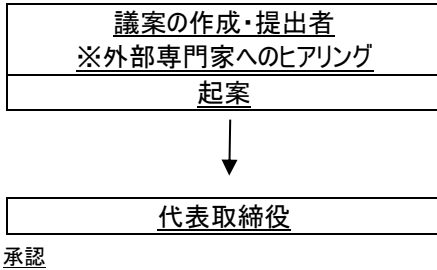 議案の作成・提出者
※外部専門家へのヒアリング
起案
代表取締役
承認